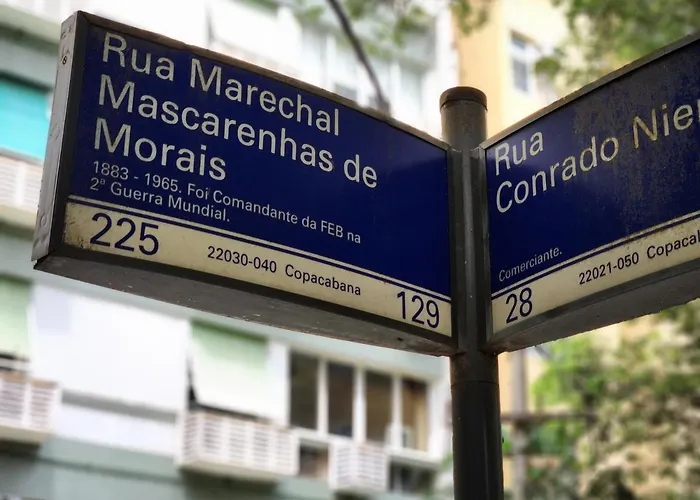 Rua Marechal
Mascarenhas de
Morais
1883 - 1965. Foi Comandante da FEB na
2ª Guerra Mundial.
225 22030-040 Copacabana 129
Rua
Conrado Nie
Comerciante.
28 22021-050 Copaca